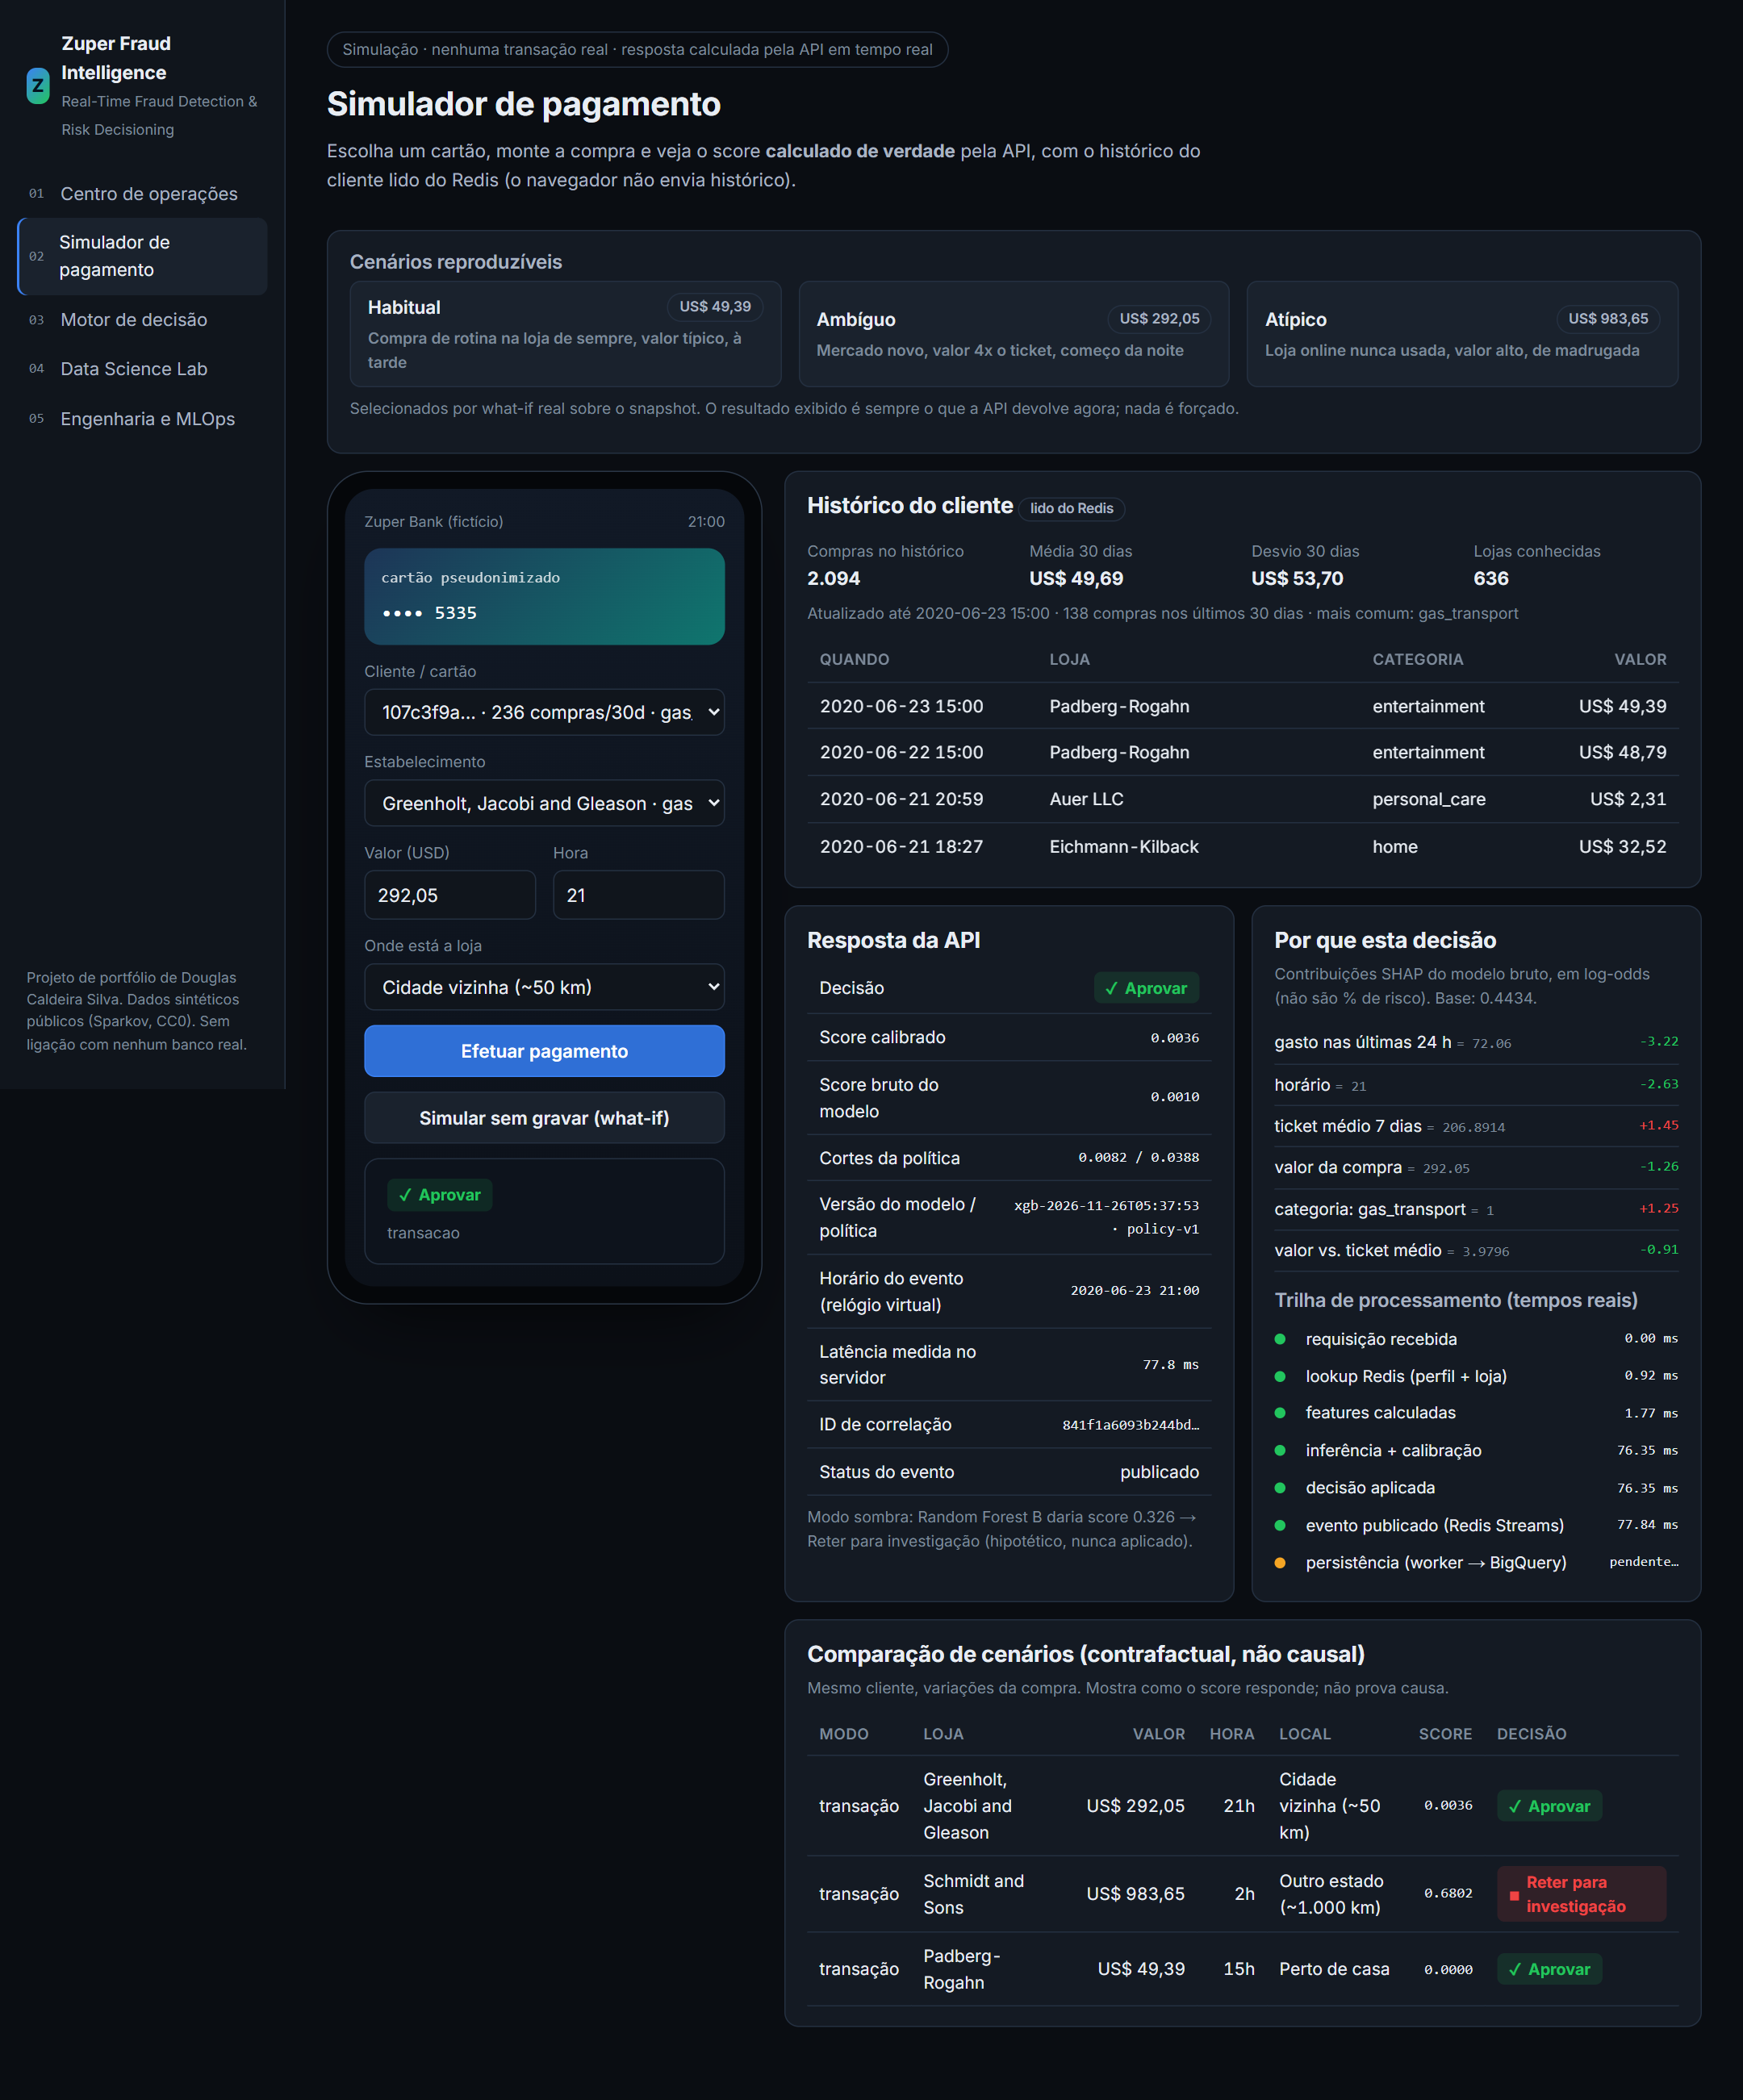 Z
Zuper Fraud
Intelligence
Real-Time Fraud Detection &
Risk Decisioning
01 Centro de operações
02 Simulador de
pagamento
03 Motor de decisão
04 Data Science Lab
05 Engenharia e MLOps
Projeto de portfólio de Douglas
Caldeira Silva. Dados sintéticos
públicos (Sparkov, CC0). Sem
ligação com nenhum banco real.
Simulação · nenhuma transação real · resposta calculada pela API em tempo real
Simulador de pagamento
Escolha um cartão, monte a compra e veja o score calculado de verdade pela API, com o histórico do
cliente lido do Redis (o navegador não envia histórico).
Cenários reproduzíveis
Habitual US$ 49,39
Compra de rotina na loja de sempre, valor típico, à
tarde
Ambíguo US$ 292,05
Mercado novo, valor 4x o ticket, começo da noite
Atípico US$ 983,65
Loja online nunca usada, valor alto, de madrugada
Selecionados por what-if real sobre o snapshot. O resultado exibido é sempre o que a API devolve agora; nada é forçado.
Zuper Bank (fictício) 21:00
cartão pseudonimizado
•••• 5335
Cliente / cartão
107c3f9a... · 236 compras/30d · gas_
Estabelecimento
Greenholt, Jacobi and Gleason · gas
Valor (USD) Hora
292,05 21
Onde está a loja
Cidade vizinha (~50 km)
Efetuar pagamento
Simular sem gravar (what-if)
✓ Aprovar
transacao
Histórico do cliente lido do Redis
Compras no histórico Média 30 dias Desvio 30 dias Lojas conhecidas
2.094 US$ 49,69 US$ 53,70 636
Atualizado até 2020-06-23 15:00 · 138 compras nos últimos 30 dias · mais comum: gas_transport
QUANDO LOJA CATEGORIA VALOR
2020-06-23 15:00 Padberg-Rogahn entertainment US$ 49,39
2020-06-22 15:00 Padberg-Rogahn entertainment US$ 48,79
2020-06-21 20:59 Auer LLC personal_care US$ 2,31
2020-06-21 18:27 Eichmann-Kilback home US$ 32,52
Resposta da API
Decisão ✓ Aprovar
Score calibrado 0.0036
Score bruto do
modelo 0.0010
Cortes da política 0.0082 / 0.0388
Versão do modelo / xgb-2026-11-26T05:37:53
política · policy-v1
Horário do evento
(relógio virtual) 2020-06-23 21:00
Latência medida no
servidor 77.8 ms
ID de correlação 841f1a6093b244bd…
Status do evento publicado
Modo sombra: Random Forest B daria score 0.326 →
Reter para investigação (hipotético, nunca aplicado).
Por que esta decisão
Contribuições SHAP do modelo bruto, em log-odds
(não são % de risco). Base: 0.4434.
gasto nas últimas 24 h = 72.06 -3.22
horário = 21 -2.63
ticket médio 7 dias = 206.8914 +1.45
valor da compra = 292.05 -1.26
categoria: gas_transport = 1 +1.25
valor vs. ticket médio = 3.9796 -0.91
Trilha de processamento (tempos reais)
requisição recebida 0.00 ms
lookup Redis (perfil + loja) 0.92 ms
features calculadas 1.77 ms
inferência + calibração 76.35 ms
decisão aplicada 76.35 ms
evento publicado (Redis Streams) 77.84 ms
persistência (worker → BigQuery) pendente…
Comparação de cenários (contrafactual, não causal)
Mesmo cliente, variações da compra. Mostra como o score responde; não prova causa.
MODO LOJA VALOR HORA LOCAL SCORE DECISÃO
Greenholt, Cidade
transação Jacobi and US$ 292,05 21h vizinha (~50 0.0036 ✓ Aprovar
Gleason km)
Schmidt and Outro estado Reter para
transação US$ 983,65 2h 0.6802
Sons (~1.000 km) investigação
Padberg-
transação US$ 49,39 15h Perto de casa 0.0000 ✓ Aprovar
Rogahn